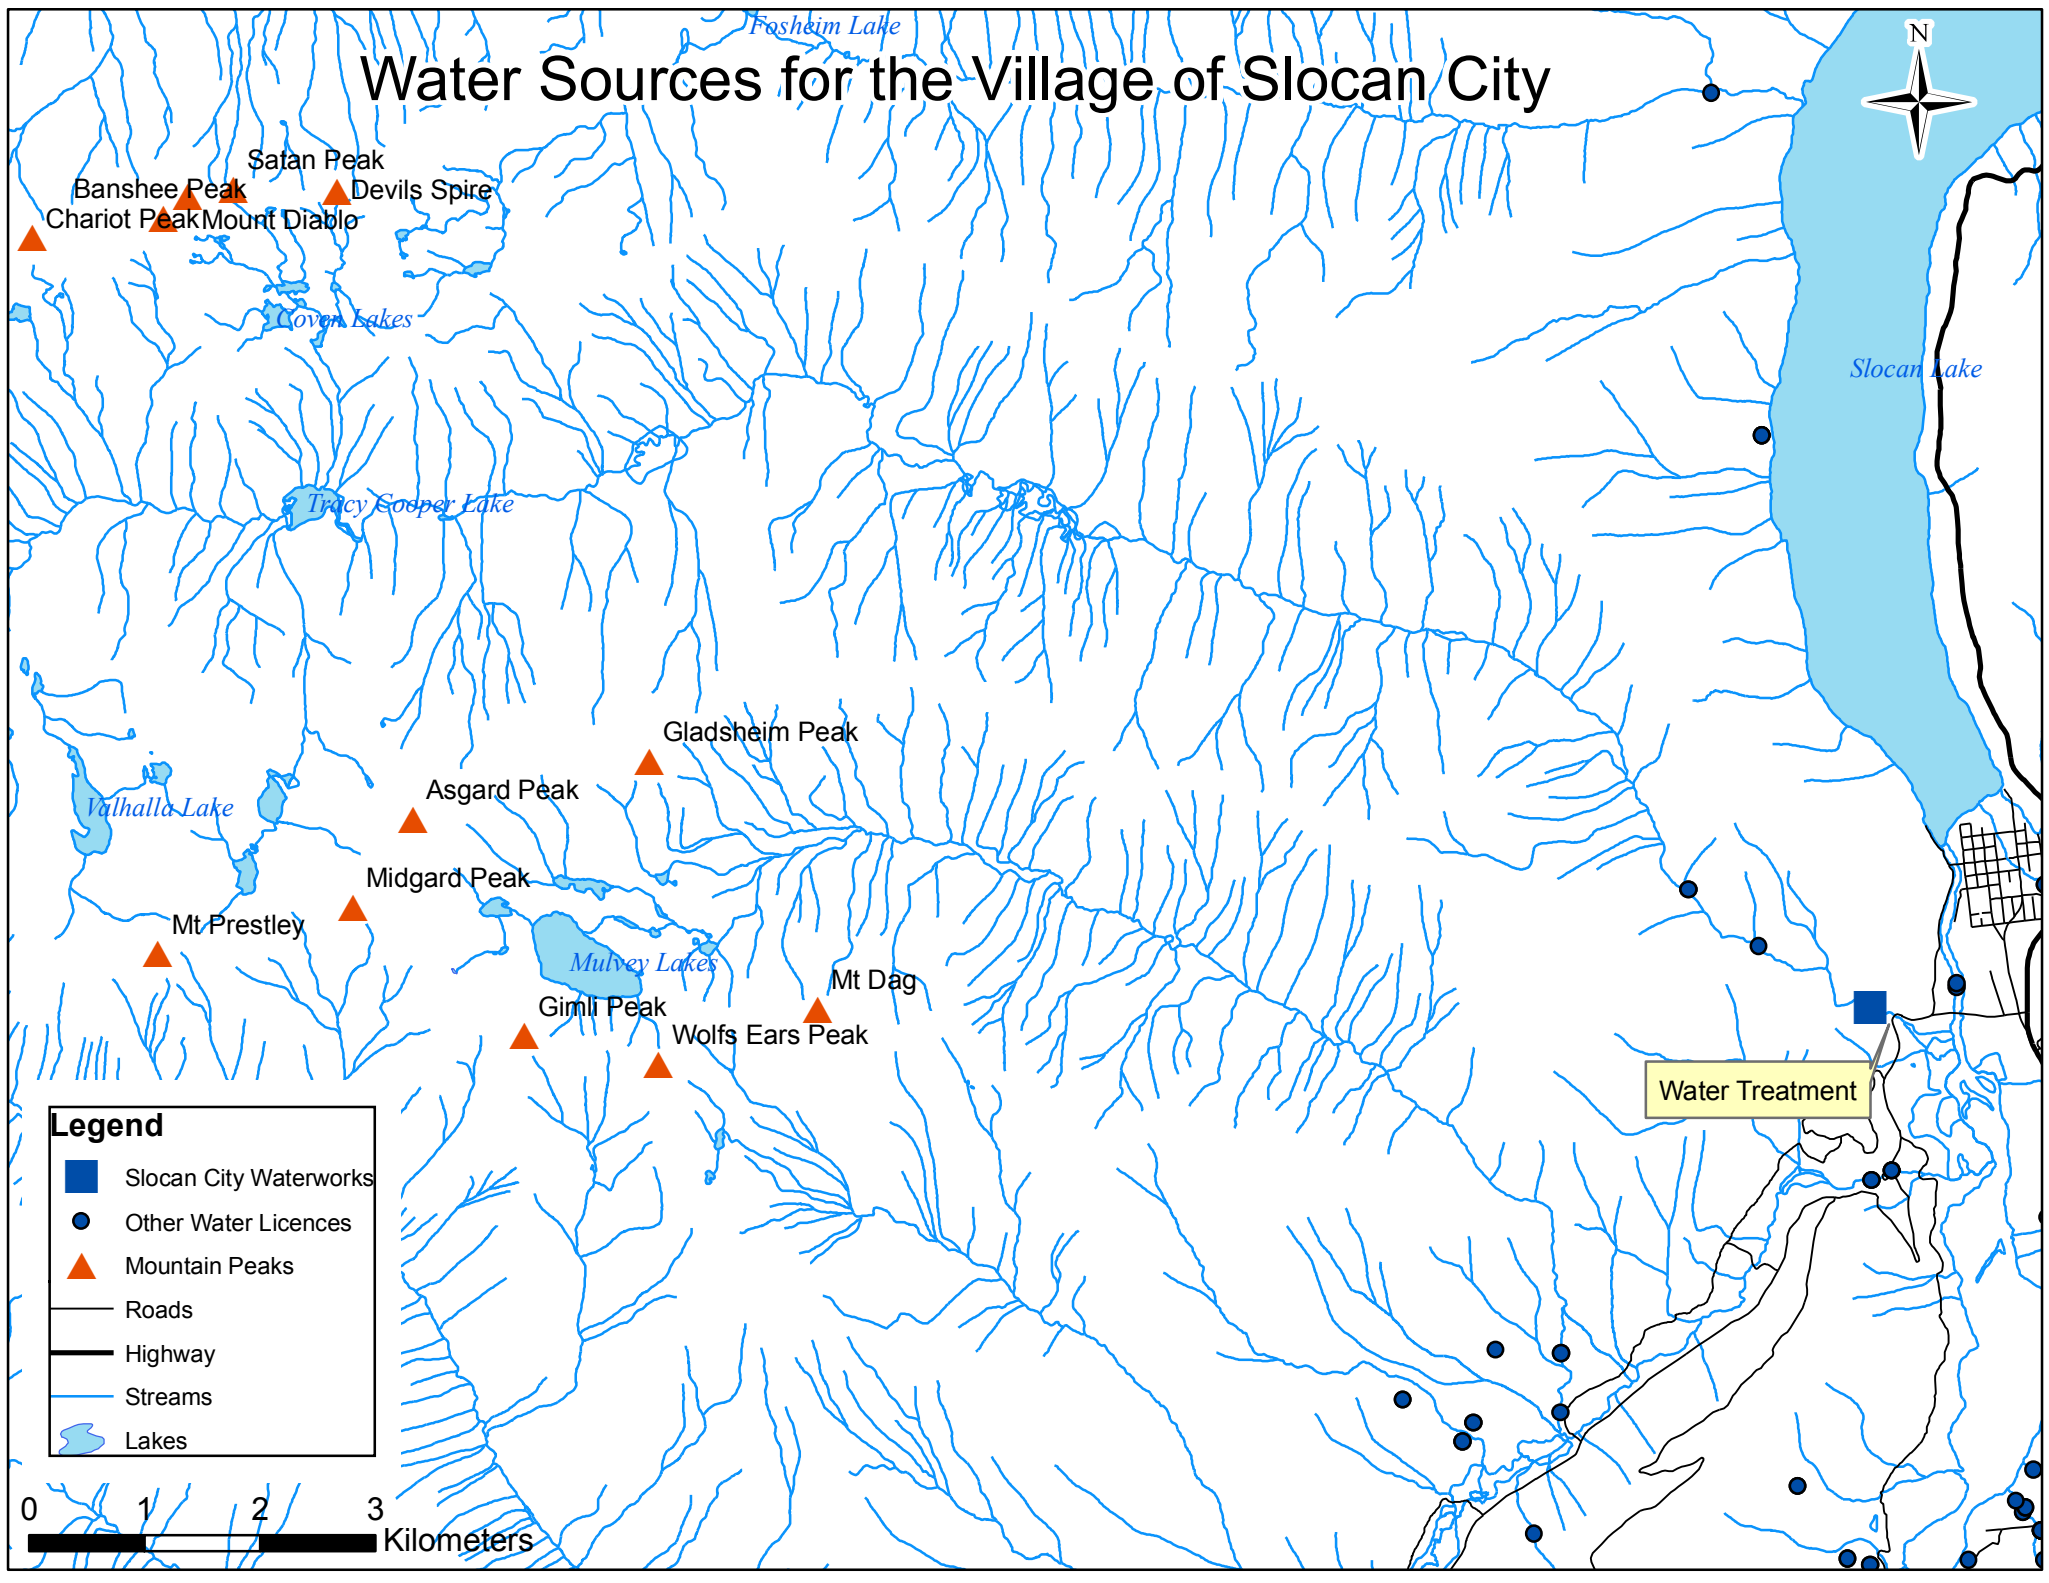 Fosheim Lake
N
Water Sources for the Village of Slocan City
Satan Peak
Banshee Peak
Devils Spire
Chariot Peak
Mount Diablo
Coven Lakes
Slocan Lake
Tracy Cooper Lake
Gladsheim Peak
Asgard Peak
Valhalla Lake
Midgard Peak
Mt Prestley
Mulvey Lakes
Mt Dag
Gimli Peak
Wolfs Ears Peak
Water Treatment
Legend
Slocan City Waterworks
Other Water Licences
Mountain Peaks
Roads
Highway
Streams
Lakes
0 1 2 3
Kilometers